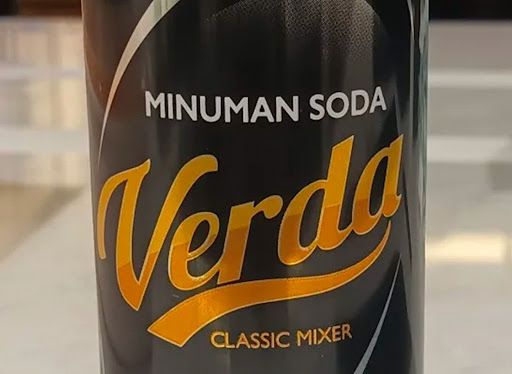 MINUMAN SODA
Verda
CLASSIC MIXER